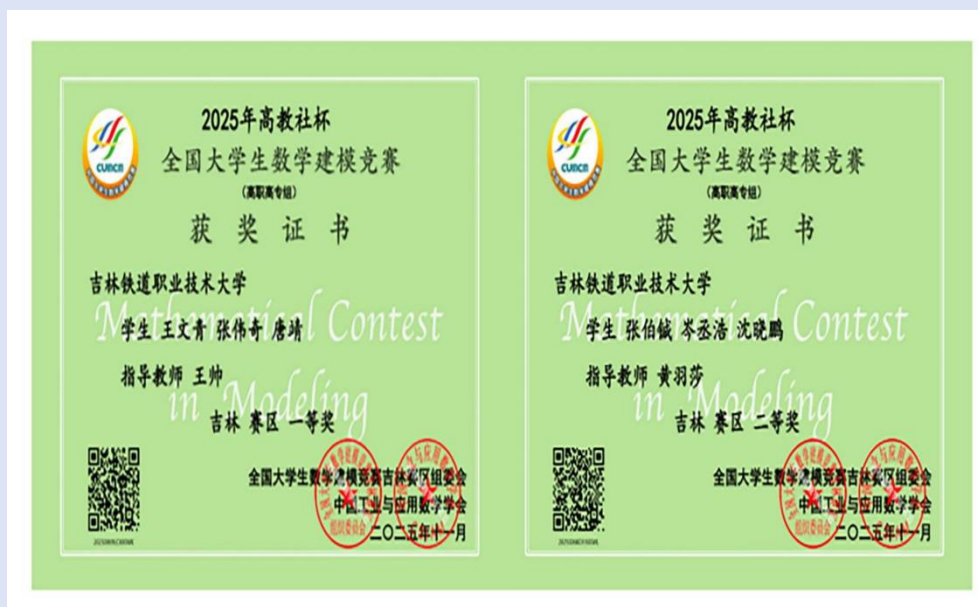 2025年高教社杯
全国大学生数学建模竞赛
(高职高专组)
获奖证书
吉林铁道职业技术大学
Mathematical Contest
学生 王文青 张伟奇 唐靖
指导教师 王帅
in Modeling
吉林 赛区 一等奖
全国大学生数学建模竞赛吉林赛区组委会
中国工业与应用数学学会
二〇二五年十一月
CUMCM
2025年高教社杯
全国大学生数学建模竞赛
(高职高专组)
获奖证书
吉林铁道职业技术大学
Mathematical Contest
学生 张伯铖 岑丞浩 沈晓鹏
指导教师 黄羽莎
in Modeling
吉林 赛区 二等奖
全国大学生数学建模竞赛吉林赛区组委会
中国工业与应用数学学会
二〇二五年十一月
CUMCM